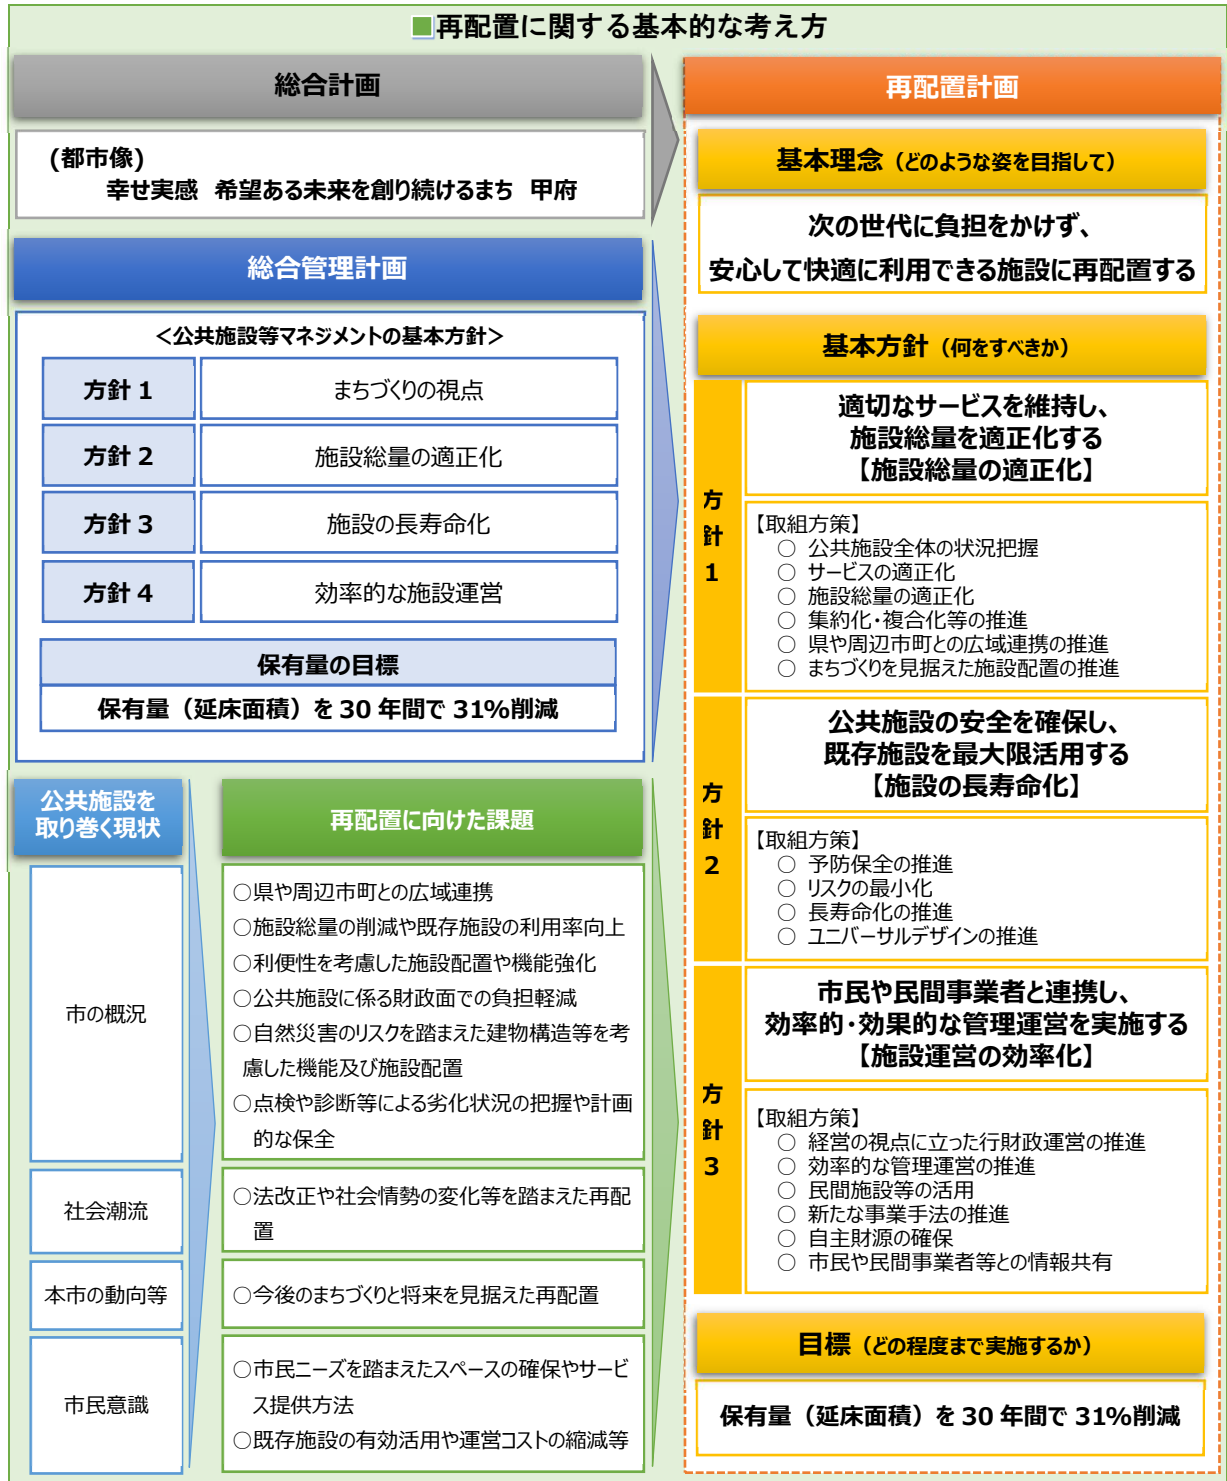 ■再配置に関する基本的な考え方
総合計画
(都市像)
幸せ実感 希望ある未来を創り続けるまち 甲府
総合管理計画
＜公共施設等マネジメントの基本方針＞
方針 1
まちづくりの視点
方針 2
施設総量の適正化
方針 3
施設の長寿命化
方針 4
効率的な施設運営
保有量の目標
保有量（延床面積）を 30 年間で 31%削減
公共施設を
取り巻く現状
再配置に向けた課題
市の概況
○県や周辺市町との広域連携
○施設総量の削減や既存施設の利用率向上
○利便性を考慮した施設配置や機能強化
○公共施設に係る財政面での負担軽減
○自然災害のリスクを踏まえた建物構造等を考
慮した機能及び施設配置
○点検や診断等による劣化状況の把握や計画
的な保全
社会潮流
○法改正や社会情勢の変化等を踏まえた再配
置
本市の動向等
○今後のまちづくりと将来を見据えた再配置
市民意識
○市民ニーズを踏まえたスペースの確保やサービ
ス提供方法
○既存施設の有効活用や運営コストの縮減等
再配置計画
基本理念（どのような姿を目指して）
次の世代に負担をかけず、
安心して快適に利用できる施設に再配置する
基本方針（何をすべきか）
方針1
適切なサービスを維持し、
施設総量を適正化する
【施設総量の適正化】
【取組方策】
○ 公共施設全体の状況把握
○ サービスの適正化
○ 施設総量の適正化
○ 集約化・複合化等の推進
○ 県や周辺市町との広域連携の推進
○ まちづくりを見据えた施設配置の推進
方針2
公共施設の安全を確保し、
既存施設を最大限活用する
【施設の長寿命化】
【取組方策】
○ 予防保全の推進
○ リスクの最小化
○ 長寿命化の推進
○ ユニバーサルデザインの推進
方針3
市民や民間事業者と連携し、
効率的・効果的な管理運営を実施する
【施設運営の効率化】
【取組方策】
○ 経営の視点に立った行財政運営の推進
○ 効率的な管理運営の推進
○ 民間施設等の活用
○ 新たな事業手法の推進
○ 自主財源の確保
○ 市民や民間事業者等との情報共有
目標（どの程度まで実施するか）
保有量（延床面積）を 30 年間で 31%削減